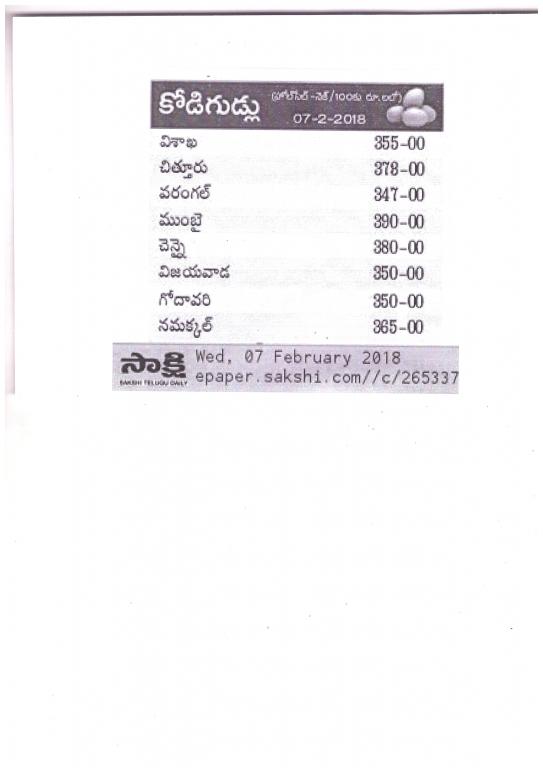 కోడిగుడ్లు
(హోల్‌సేల్-నెక్/100కు రూ.లలో)
07-2-2018
విశాఖ 355-00
చిత్తూరు 378-00
వరంగల్ 347-00
ముంబై 390-00
చెన్నై 380-00
విజయవాడ 350-00
గోదావరి 350-00
నమక్కల్ 365-00
సాక్షి
SAKSHI TELUGU DAILY
Wed, 07 February 2018
epaper.sakshi.com//c/265337